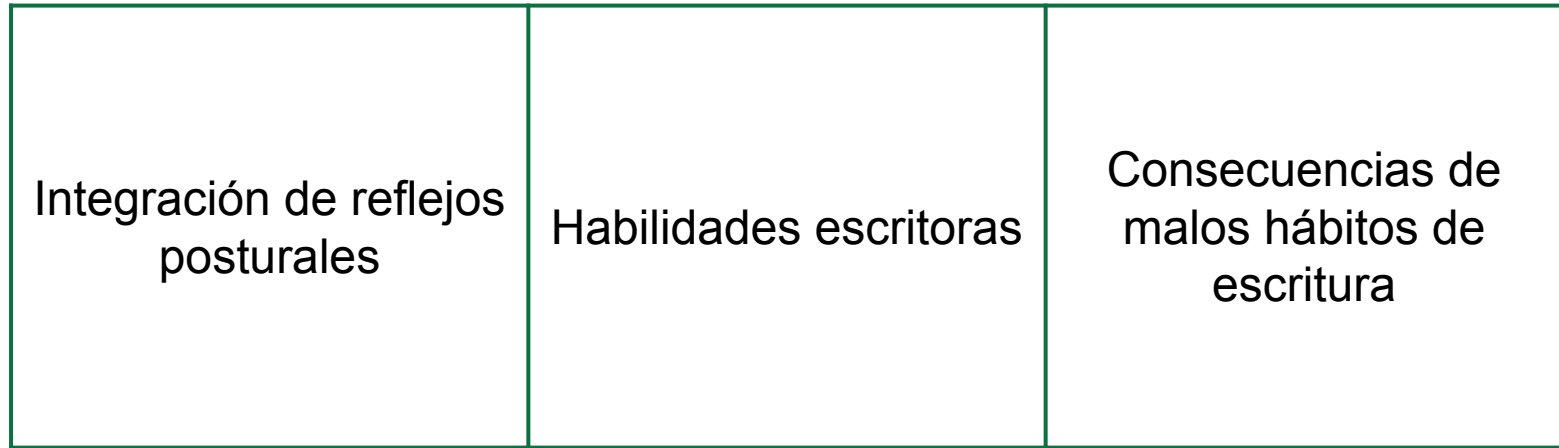 Integración de reflejos
posturales
Habilidades escritoras
Consecuencias de
malos hábitos de
escritura